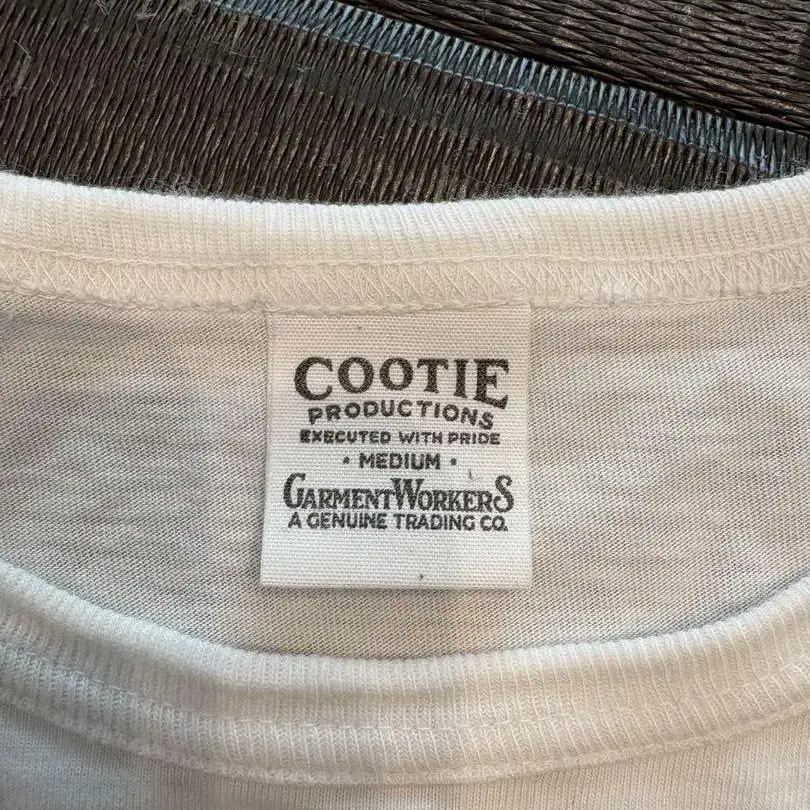 COOTIE
PRODUCTIONS
EXECUTED WITH PRIDE
• MEDIUM •
GARMENTWORKERS
A GENUINE TRADING CO.